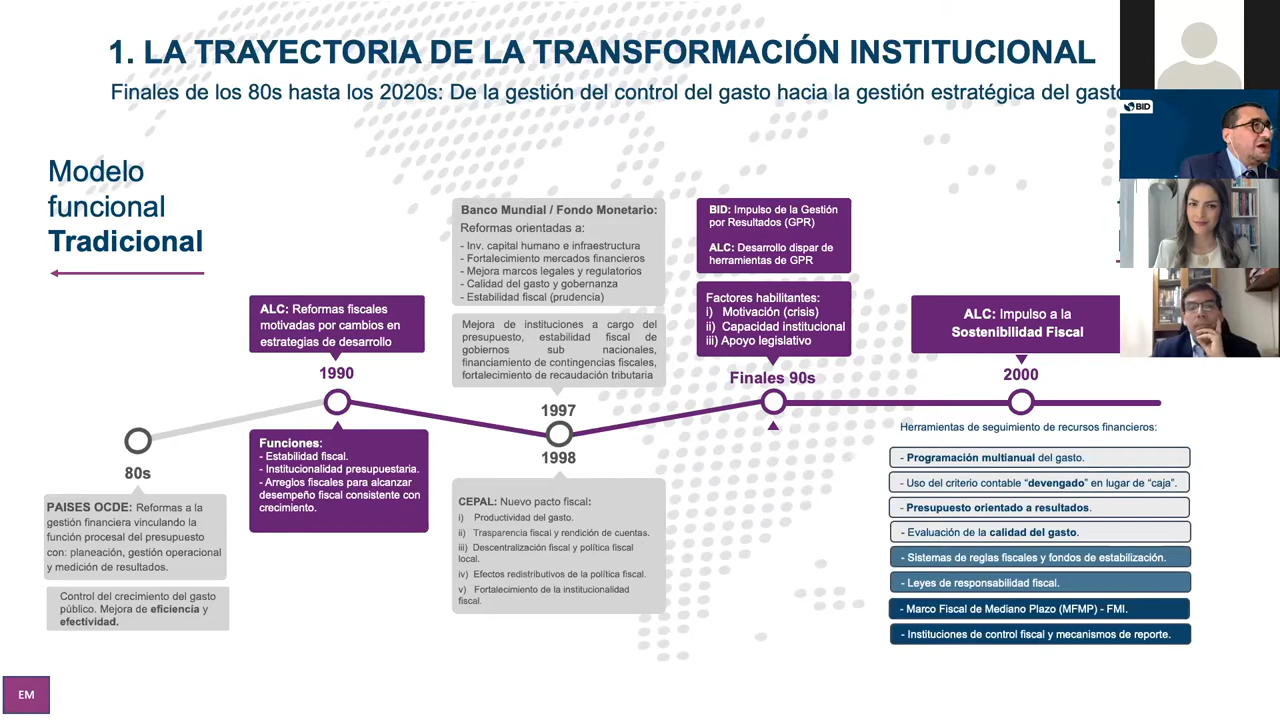 1. LA TRAYECTORIA DE LA TRANSFORMACIÓN INSTITUCIONAL
Finales de los 80s hasta los 2020s: De la gestión del control del gasto hacia la gestión estratégica del gasto
BID
Modelo
funcional
Tradicional
80s
PAISES OCDE: Reformas a la
gestión financiera vinculando la
función procesal del presupuesto
con: planeación, gestión operacional
y medición de resultados.
Control del crecimiento del gasto
público. Mejora de eficiencia y
efectividad.
ALC: Reformas fiscales
motivadas por cambios en
estrategias de desarrollo
1990
Funciones:
- Estabilidad fiscal.
- Institucionalidad presupuestaria.
- Arreglos fiscales para alcanzar
desempeño fiscal consistente con
crecimiento.
Banco Mundial / Fondo Monetario:
Reformas orientadas a:
- Inv. capital humano e infraestructura
- Fortalecimiento mercados financieros
- Mejora marcos legales y regulatorios
- Calidad del gasto y gobernanza
- Estabilidad fiscal (prudencia)
Mejora de instituciones a cargo del
presupuesto, estabilidad fiscal de
gobiernos sub nacionales,
financiamiento de contingencias fiscales,
fortalecimiento de recaudación tributaria
1997
1998
CEPAL: Nuevo pacto fiscal:
i) Productividad del gasto.
ii) Trasparencia fiscal y rendición de cuentas.
iii) Descentralización fiscal y política fiscal
local.
iv) Efectos redistributivos de la política fiscal.
v) Fortalecimiento de la institucionalidad
fiscal.
BID: Impulso de la Gestión
por Resultados (GPR)
ALC: Desarrollo dispar de
herramientas de GPR
Factores habilitantes:
i) Motivación (crisis)
ii) Capacidad institucional
iii) Apoyo legislativo
Finales 90s
ALC: Impulso a la
Sostenibilidad Fiscal
2000
Herramientas de seguimiento de recursos financieros:
- Programación multianual del gasto.
- Uso del criterio contable “devengado” en lugar de “caja”.
- Presupuesto orientado a resultados.
- Evaluación de la calidad del gasto.
- Sistemas de reglas fiscales y fondos de estabilización.
- Leyes de responsabilidad fiscal.
- Marco Fiscal de Mediano Plazo (MFMP) - FMI.
- Instituciones de control fiscal y mecanismos de reporte.
EM